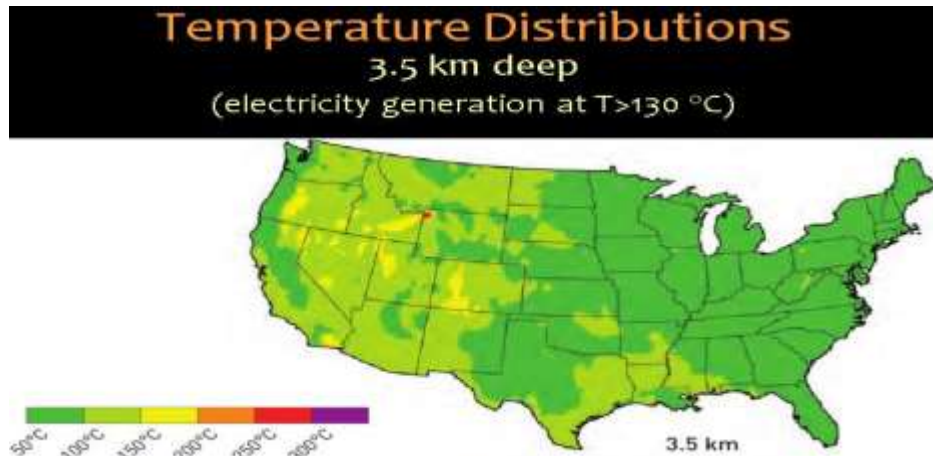 Temperature Distributions
3.5 km deep
(electricity generation at T>130 °C)
3.5 km
50°C
100°C
150°C
200°C
250°C
300°C